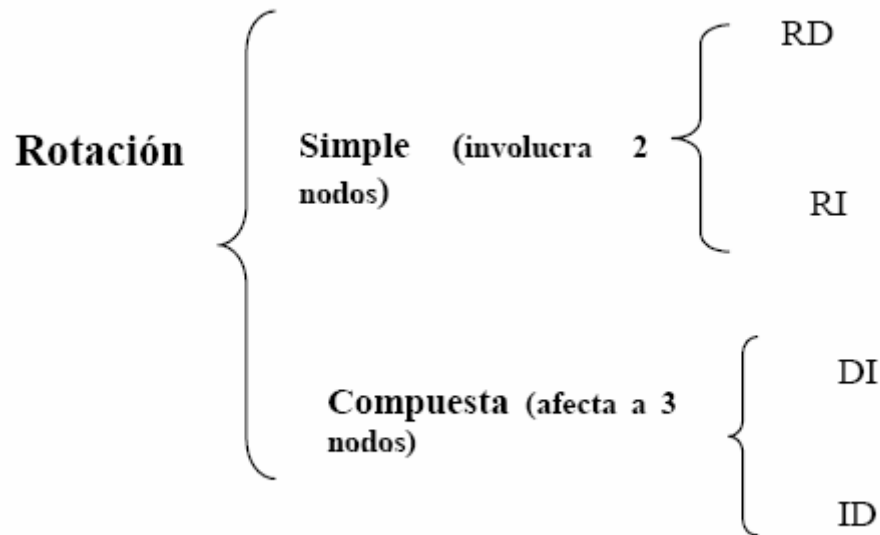 Rotación
Simple (involucra 2
nodos)
RD
RI
Compuesta (afecta a 3
nodos)
DI
ID